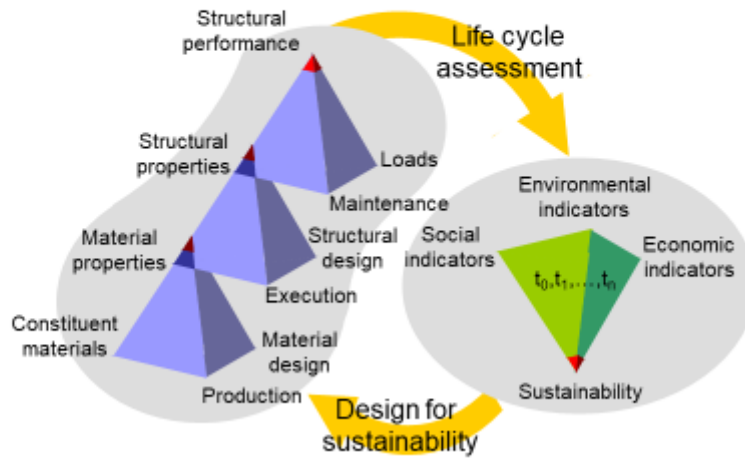 Structural
performance
Life cycle
assessment
Structural
properties
Loads
Maintenance
Environmental
indicators
Social
indicators
Economic
indicators
Material
properties
Structural
design
Execution
t0,t1,...,tn
Constituent
materials
Material
design
Production
Sustainability
Design for
sustainability